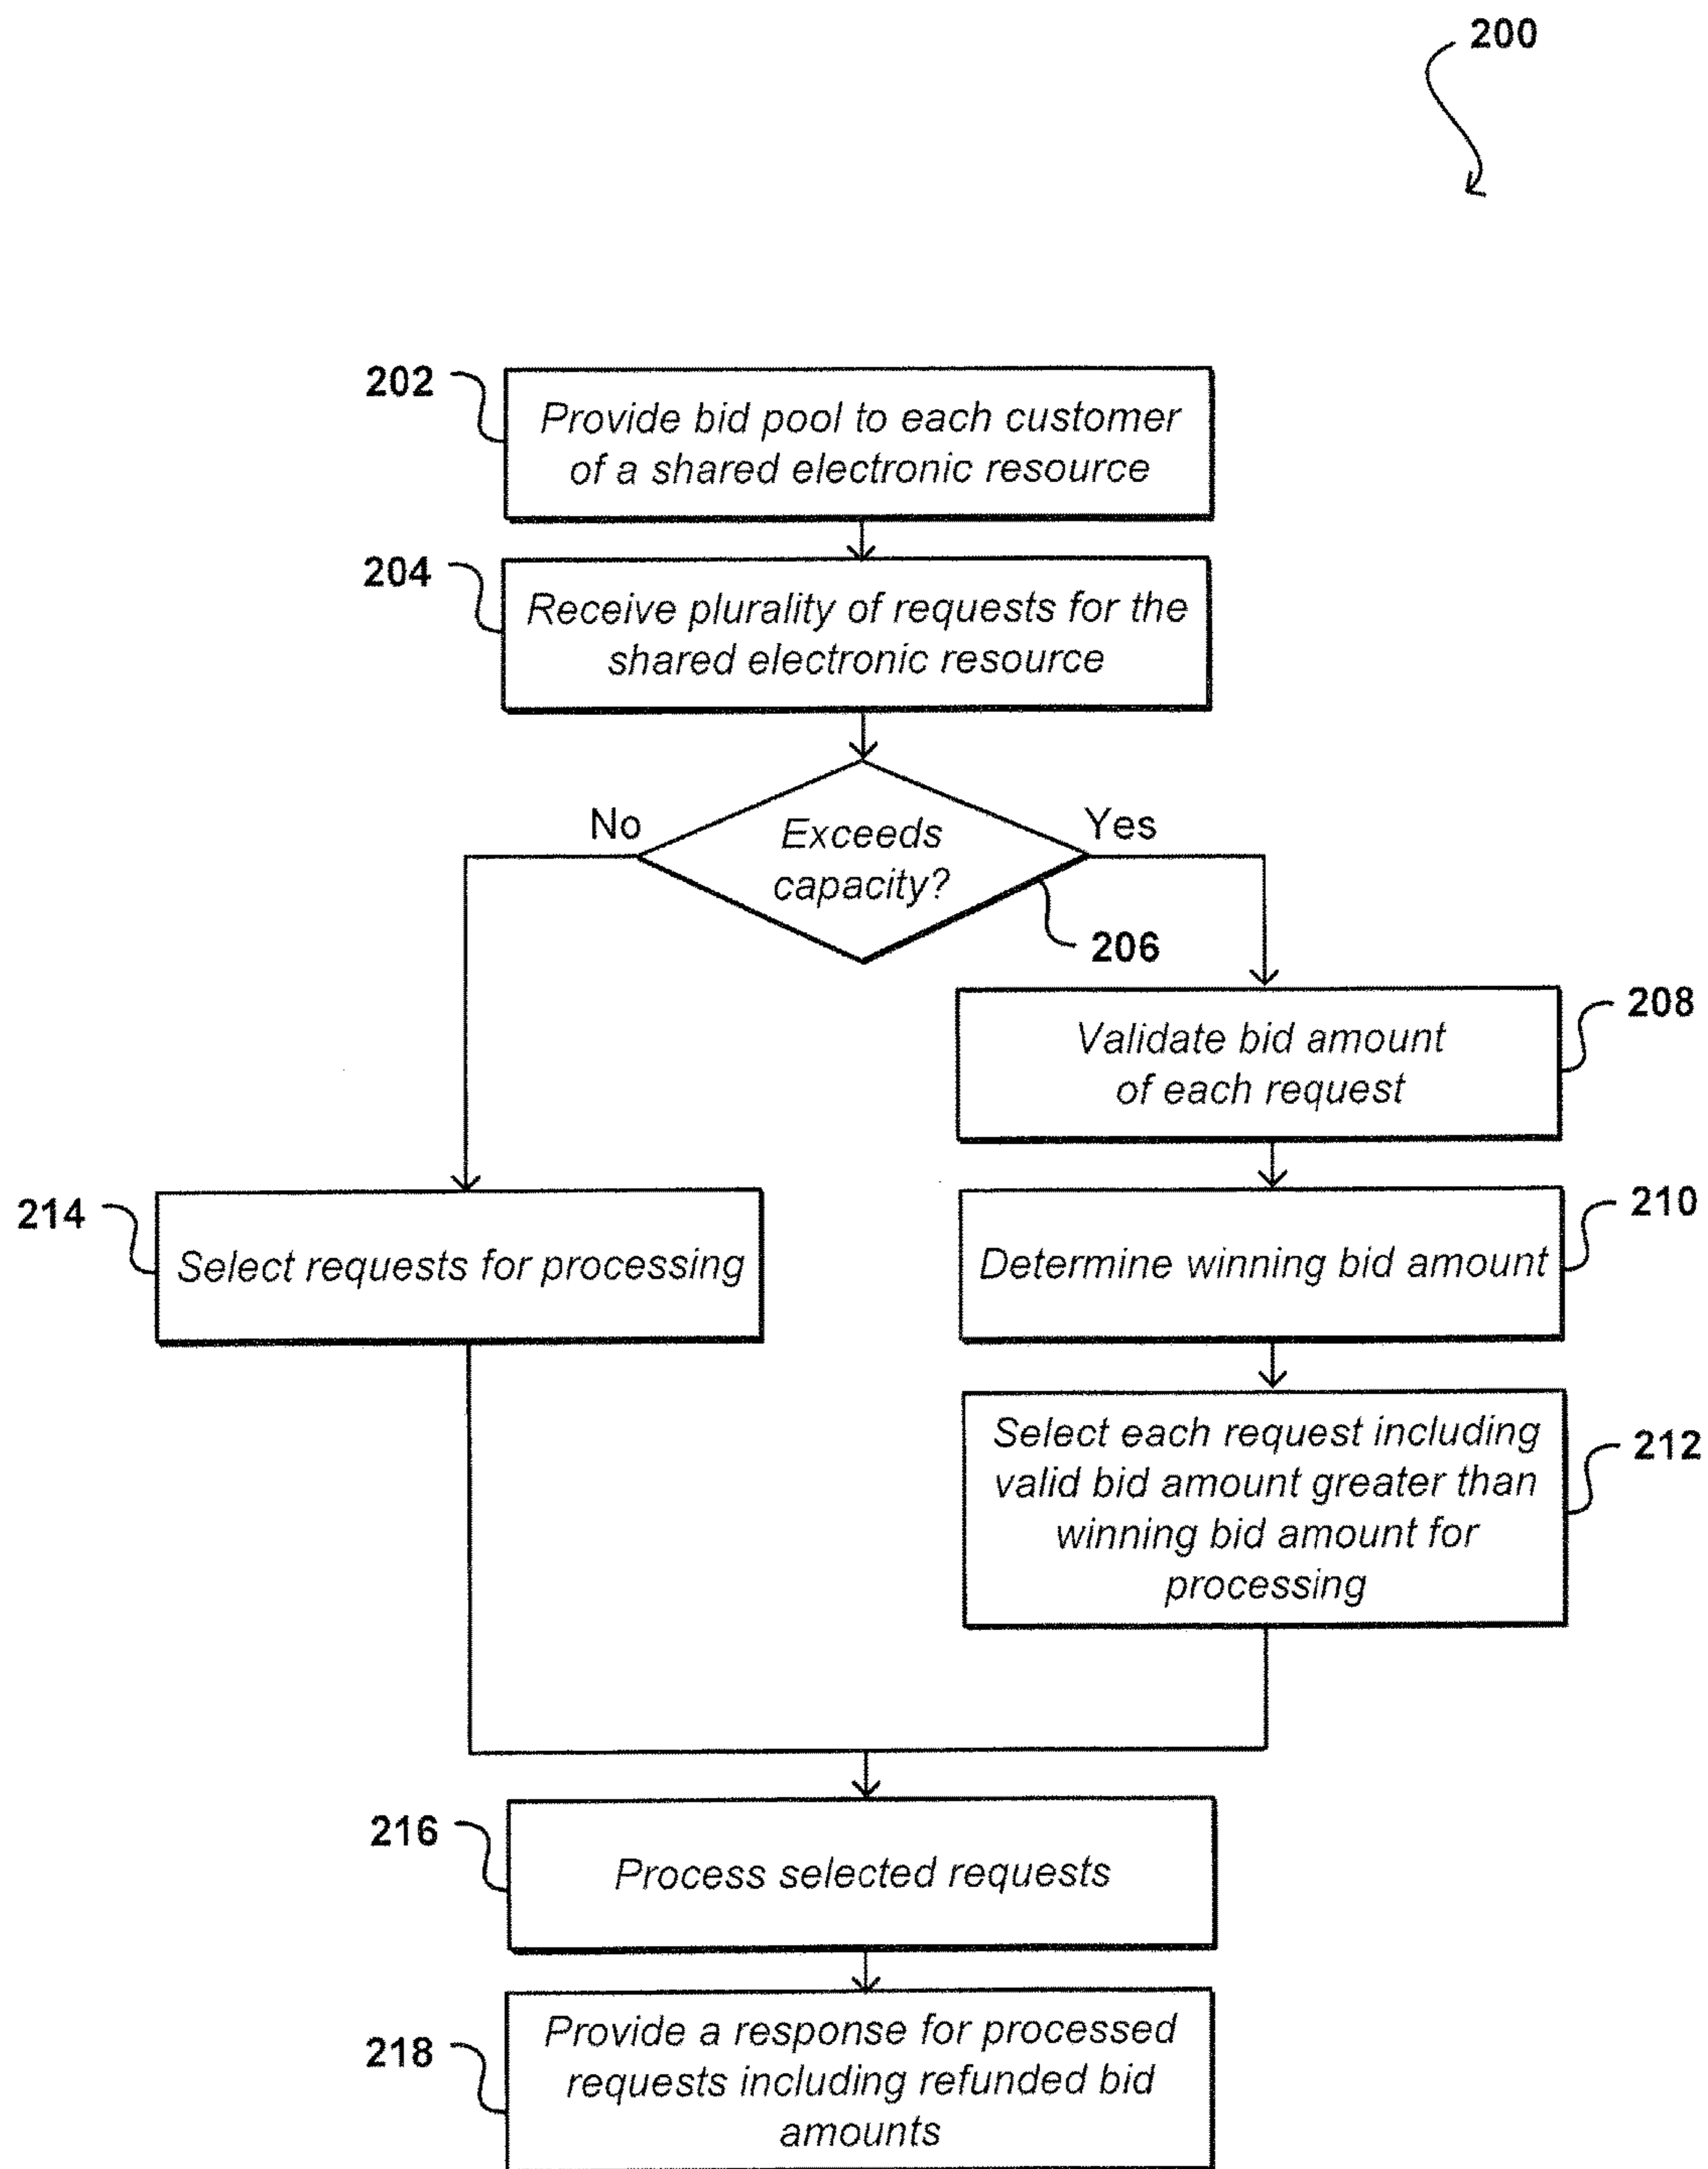 200
202
Provide bid pool to each customer
of a shared electronic resource
204
Receive plurality of requests for the
shared electronic resource
No
Exceeds
capacity?
Yes
206
208
Validate bid amount
of each request
214
Select requests for processing
210
Determine winning bid amount
212
Select each request including
valid bid amount greater than
winning bid amount for
processing
216
Process selected requests
218
Provide a response for processed
requests including refunded bid
amounts